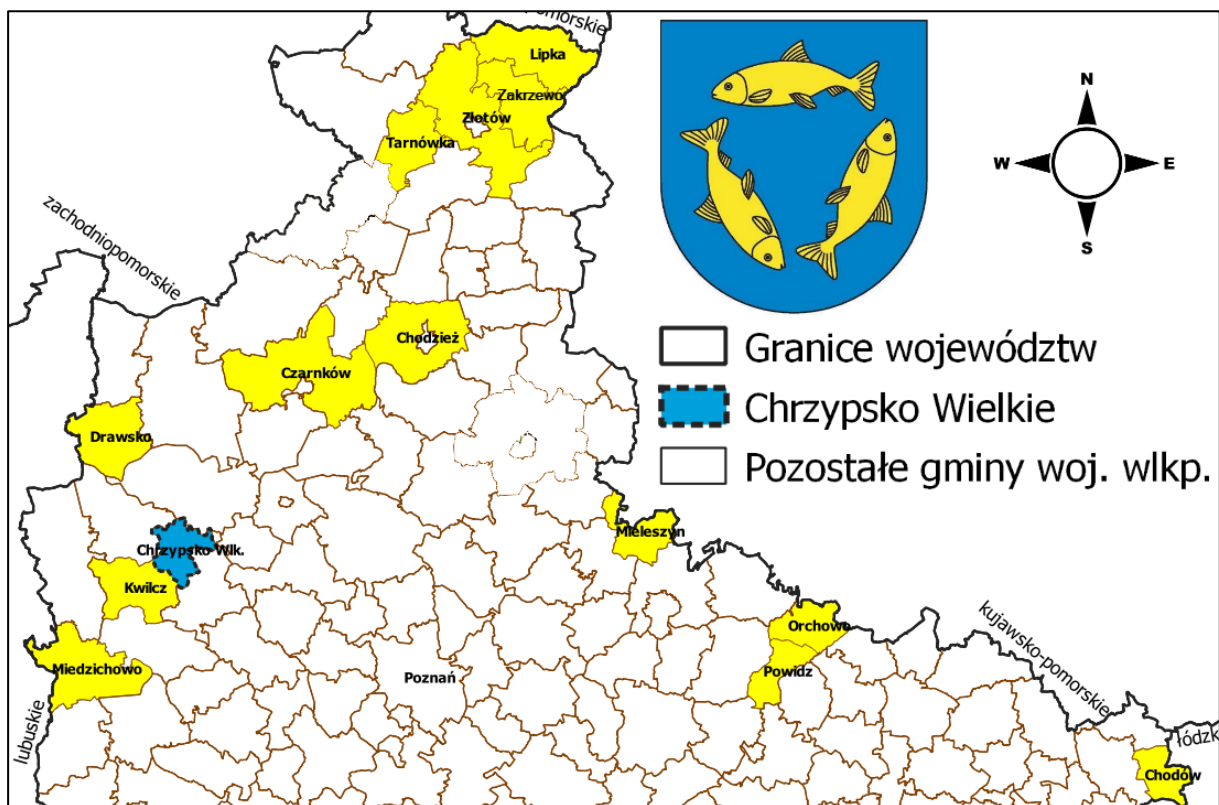 pomorskie
Lipka
Zakrzewo
Złotów
Tarnówka
N
W
E
S
zachodniopomorskie
Chodzież
Czarnków
Drawsko
Granice województw
Chrzypsko Wielkie
Pozostałe gminy woj. wlkp.
Mieleszyn
Chrzypsko Wlk.
Kwilcz
Orchowo
kujawsko-pomorskie
Miedzichowo
Powidz
Poznań
lubuskie
łódzk
Chodów